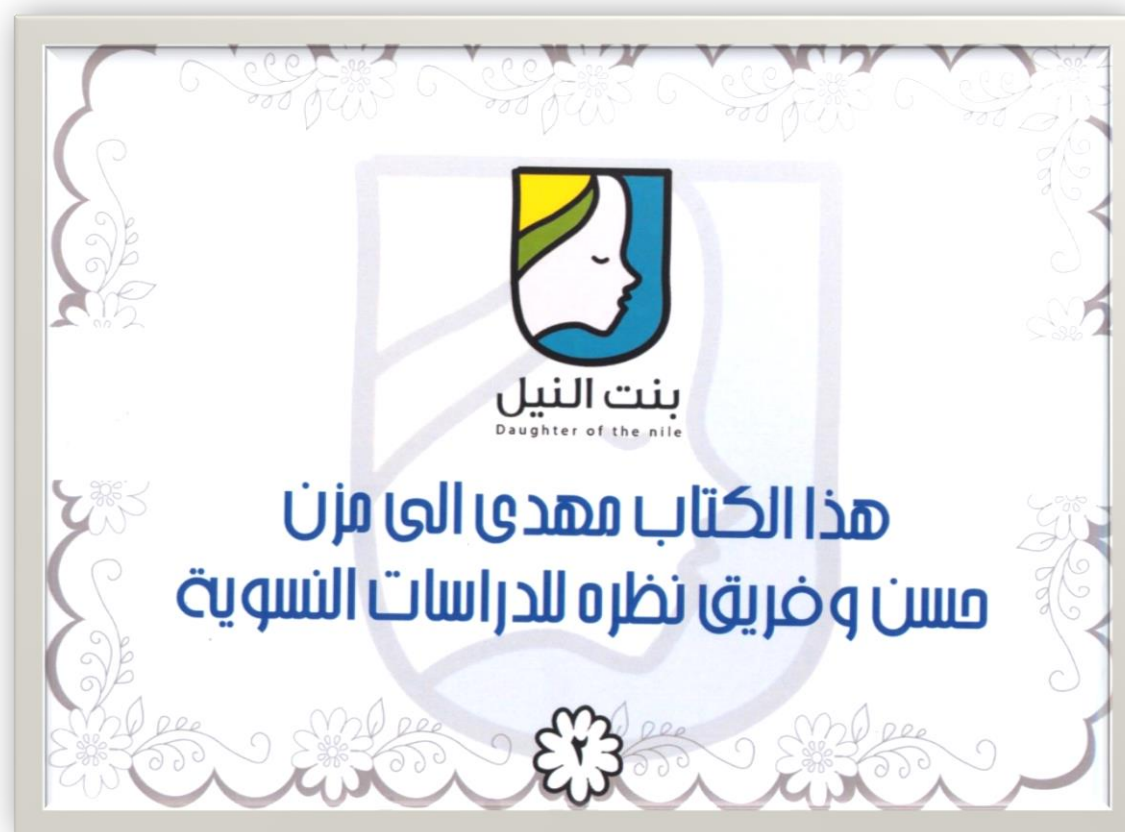 بنت النيل
Daughter of the nile
هذا الكتاب مهدى الى مزن
حسن وفريق نظره للدراسات النسوية
٢